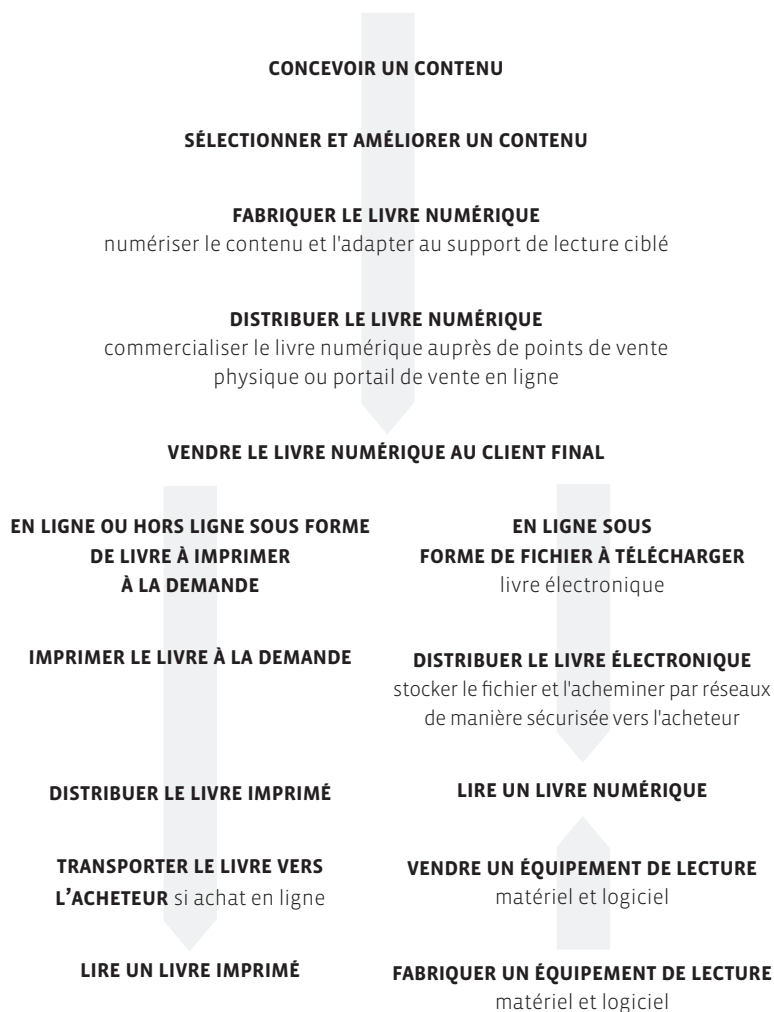 CONCEVOIR UN CONTENU
SÉLECTIONNER ET AMÉLIORER UN CONTENU
FABRIQUER LE LIVRE NUMÉRIQUE
numériser le contenu et l'adapter au support de lecture ciblé
DISTRIBUER LE LIVRE NUMÉRIQUE
commercialiser le livre numérique auprès de points de vente
physique ou portail de vente en ligne
VENDRE LE LIVRE NUMÉRIQUE AU CLIENT FINAL
EN LIGNE OU HORS LIGNE SOUS FORME
DE LIVRE À IMPRIMER
À LA DEMANDE
IMPRIMER LE LIVRE À LA DEMANDE
DISTRIBUER LE LIVRE IMPRIMÉ
TRANSPORTER LE LIVRE VERS
L’ACHETEUR si achat en ligne
LIRE UN LIVRE IMPRIMÉ
EN LIGNE SOUS
FORME DE FICHIER À TÉLÉCHARGER
livre électronique
DISTRIBUER LE LIVRE ÉLECTRONIQUE
stocker le fichier et l'acheminer par réseaux
de manière sécurisée vers l'acheteur
LIRE UN LIVRE NUMÉRIQUE
VENDRE UN ÉQUIPEMENT DE LECTURE
matériel et logiciel
FABRIQUER UN ÉQUIPEMENT DE LECTURE
matériel et logiciel